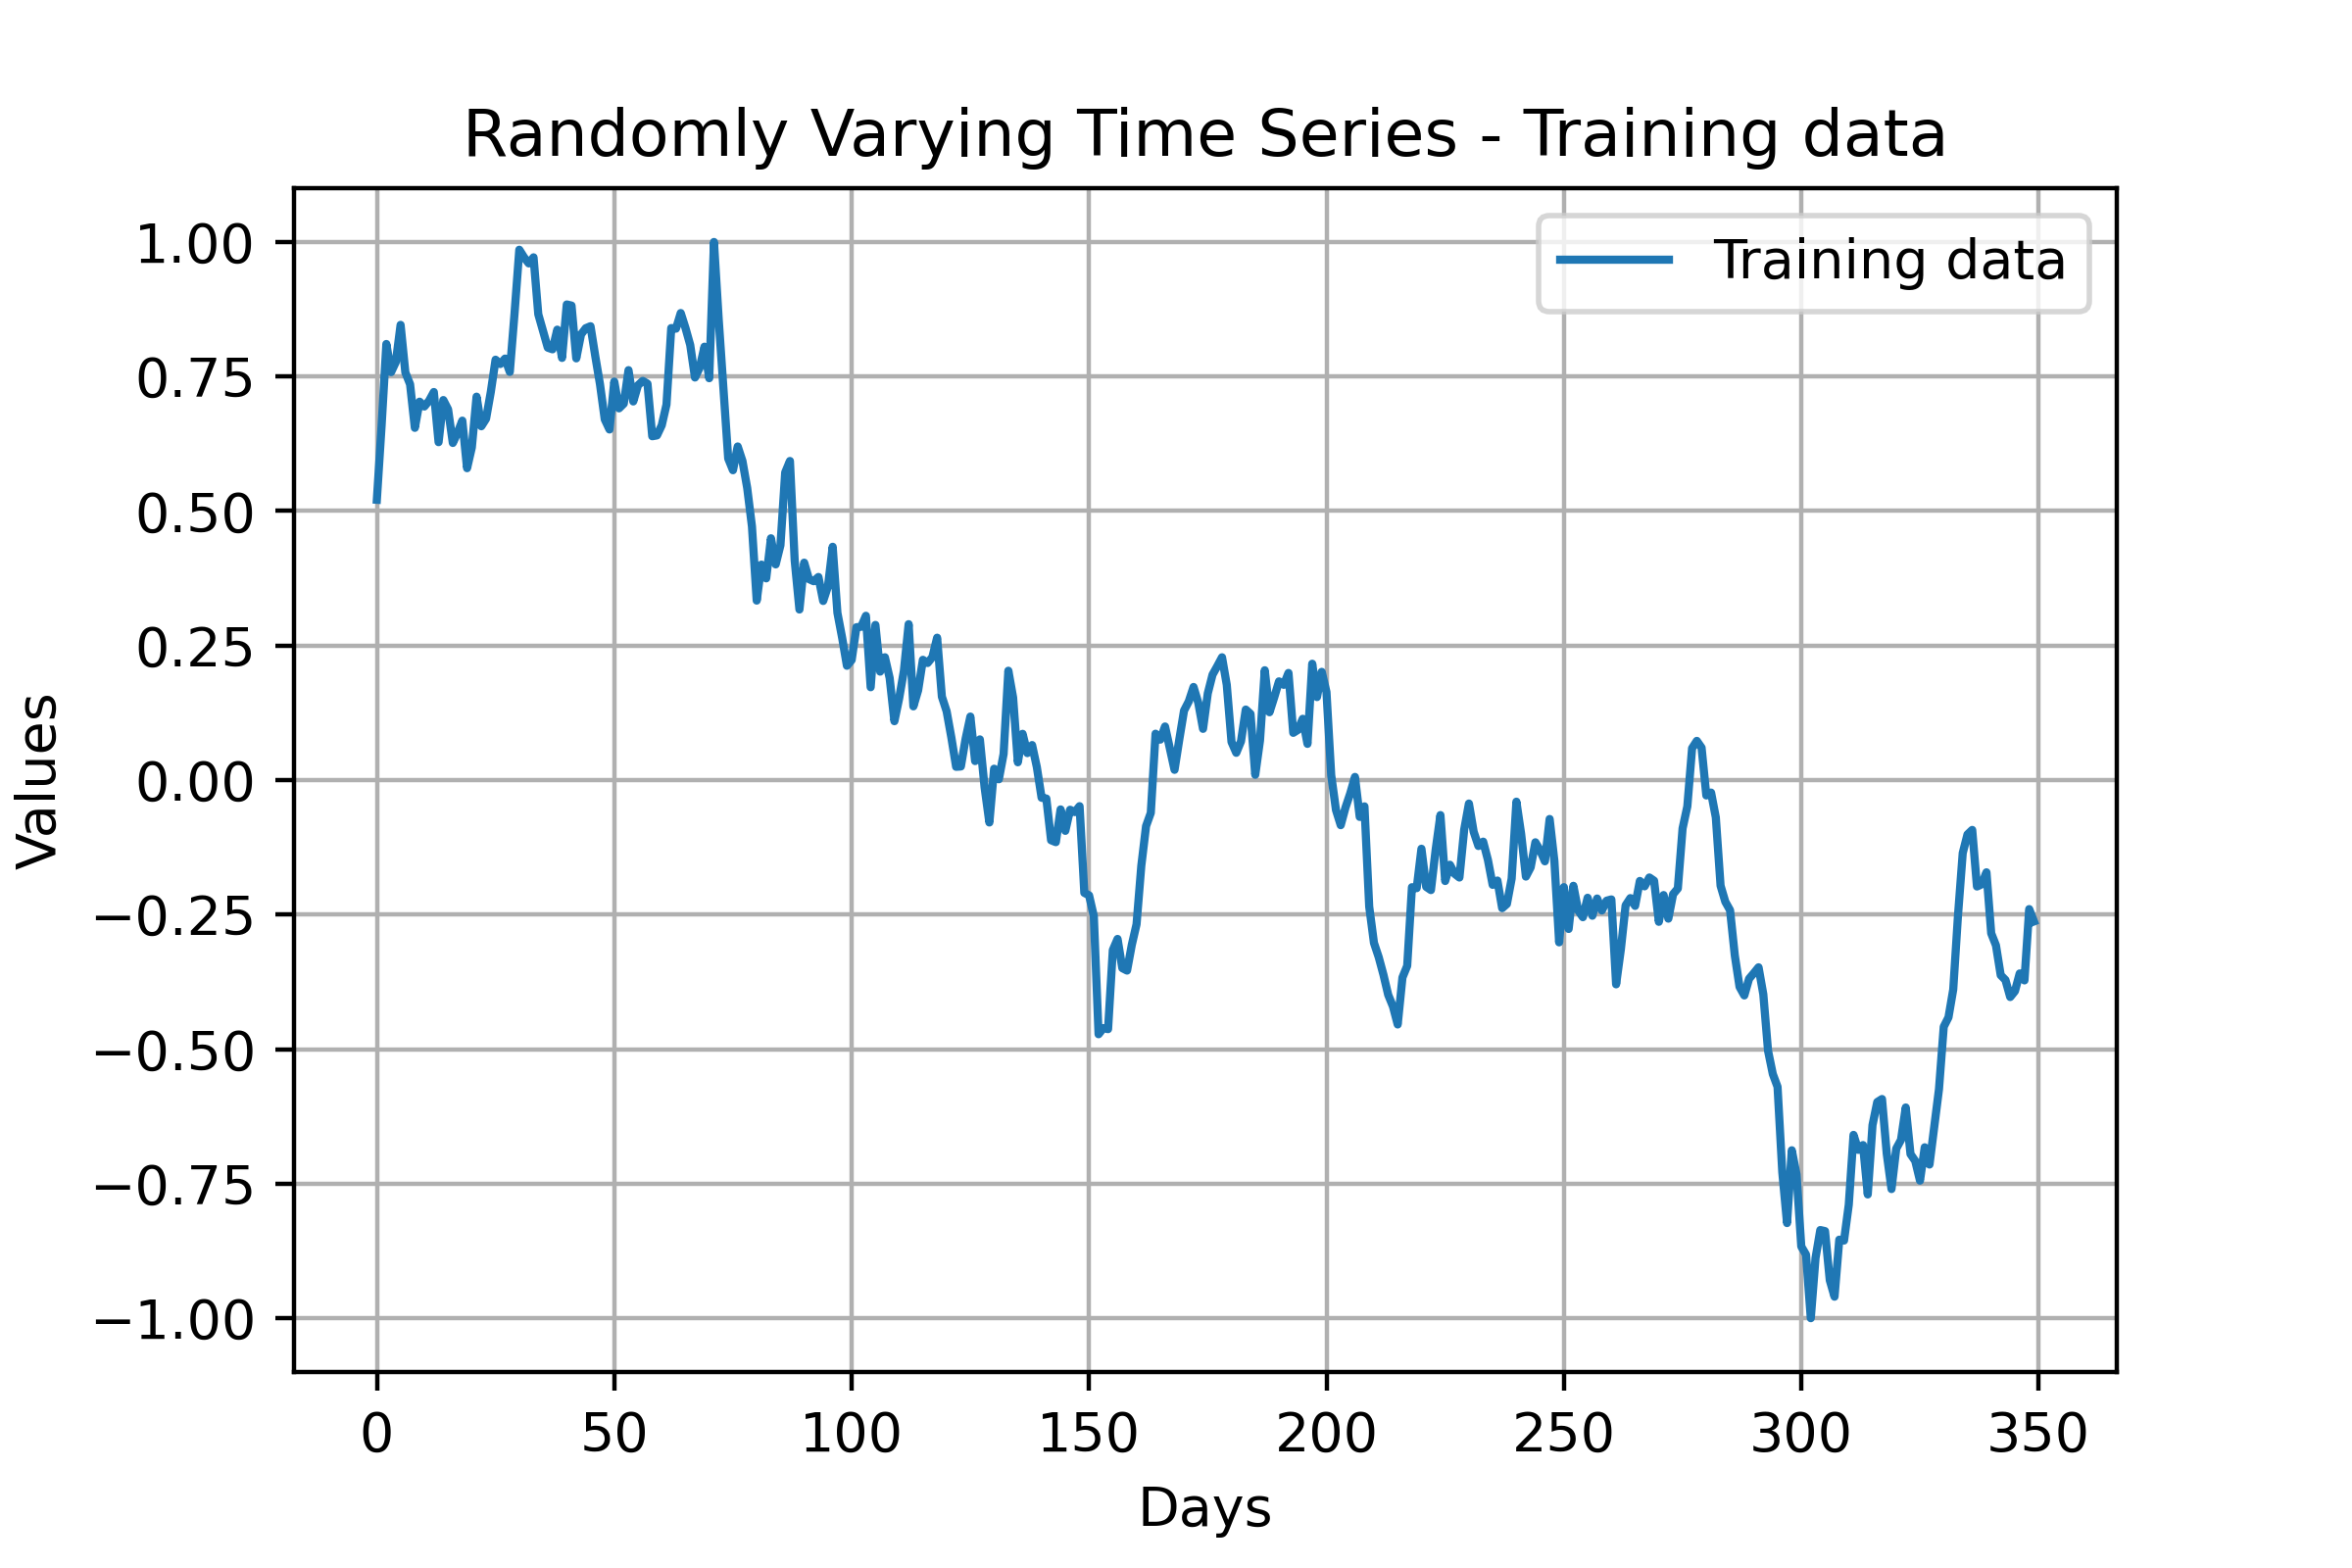 Randomly Varying Time Series - Training data
Training data
1.00
0.75
0.50
0.25
0.00
−0.25
−0.50
−0.75
−1.00
Values
0 50 100 150 200 250 300 350
Days